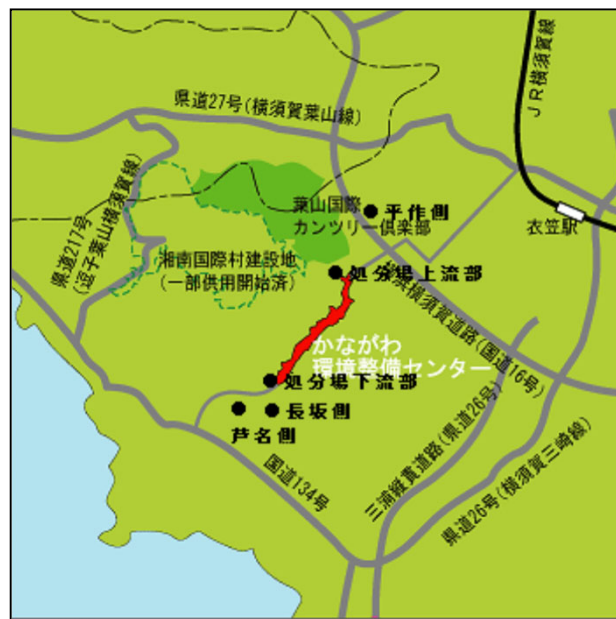 県道27号(横須賀葉山線)
JR横須賀線
県道217号
(逗子葉山横須賀線)
葉山国際
カンツリー倶楽部
平作側
衣笠駅
湘南国際村建設地
(一部供用開始済)
処分場上流部
横浜横須賀道路(国道16号)
かながわ
環境整備センター
処分場下流部
長坂側
芦名側
国道134号
三浦縦貫道路(県道26号)
県道26号(横須賀三崎線)